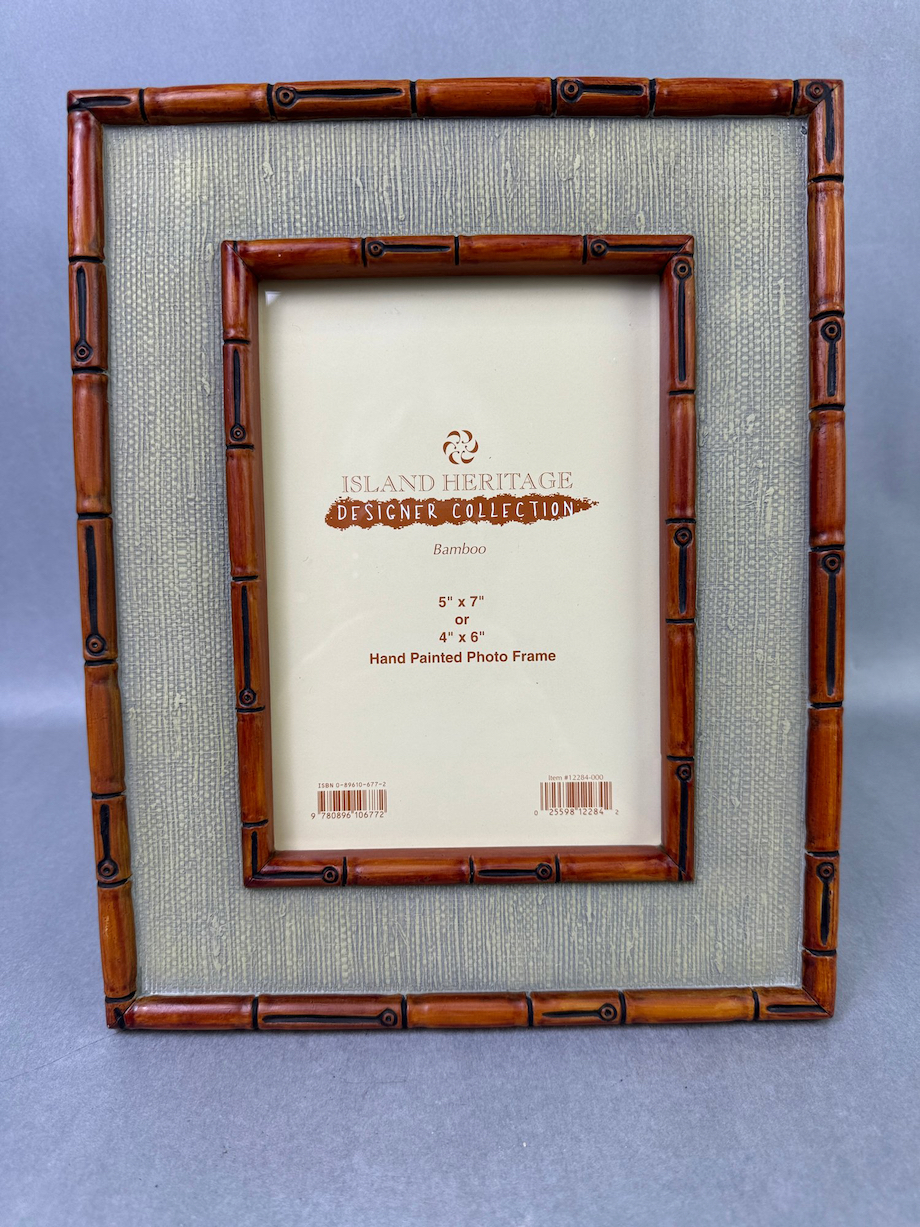 ISLAND HERITAGE
DESIGNER COLLECTION
Bamboo
5" x 7"
or
4" x 6"
Hand Painted Photo Frame
ISBN 0-89610-677-2
9 780896 106772
Item #12284-000
0 25598 12284 2